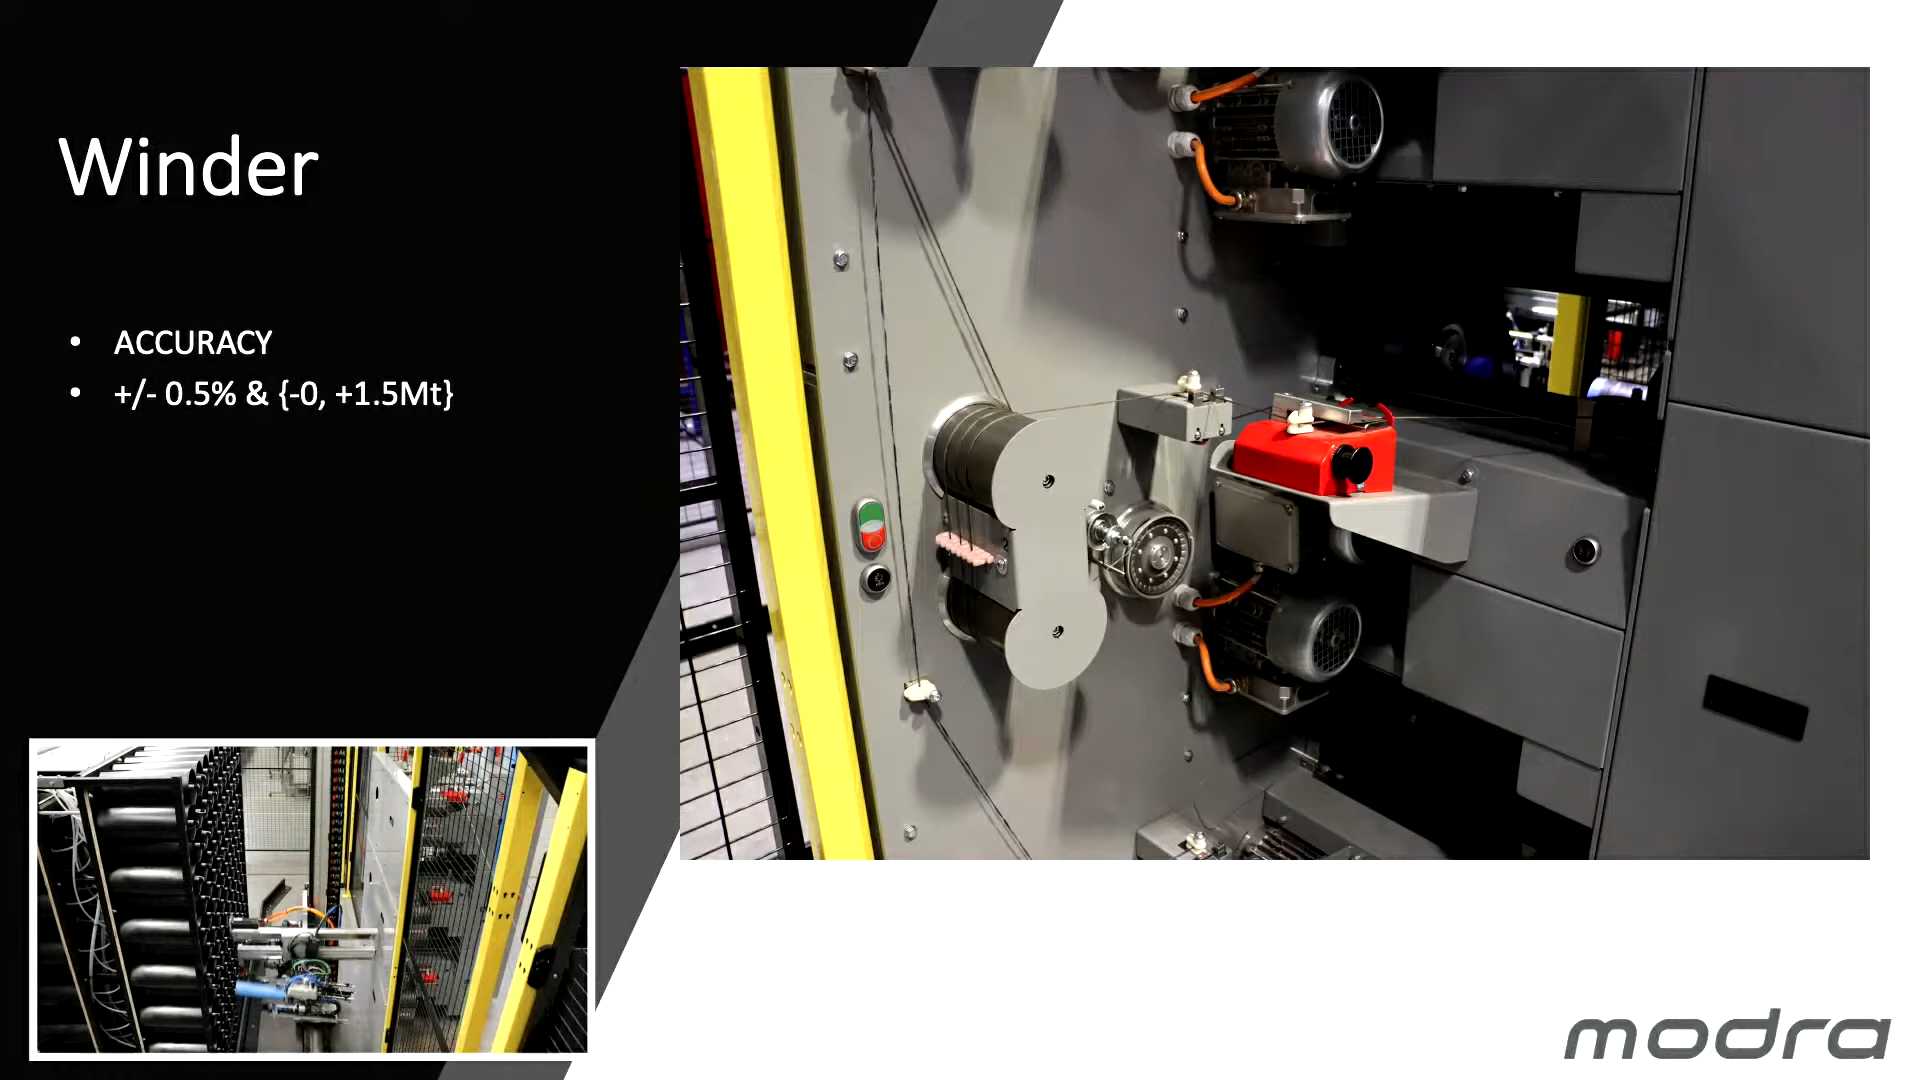 Winder
• ACCURACY
• +/- 0.5% & {-0, +1.5Mt}
modra